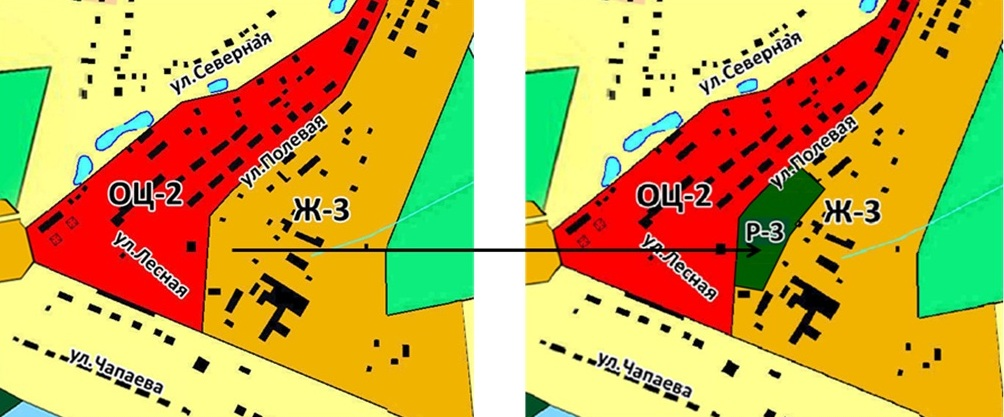 ул.Северная
ул.Полевая
ОЦ-2
Ж-3
ул.Лесная
ул.Чапаева
ул.Северная
ул.Полевая
ОЦ-2
Ж-3
Р-3
ул.Лесная
ул.Чапаева